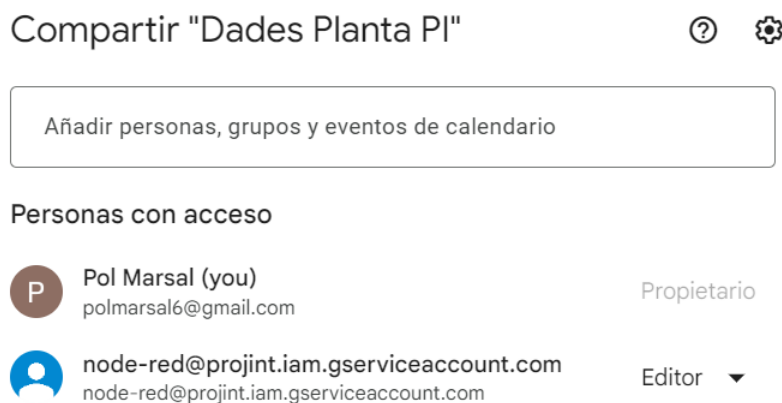 Compartir "Dades Planta PI"
Añadir personas, grupos y eventos de calendario
Personas con acceso
P
Pol Marsal (you)
polmarsal6@gmail.com
Propietario
node-red@projint.iam.gserviceaccount.com
node-red@projint.iam.gserviceaccount.com
Editor